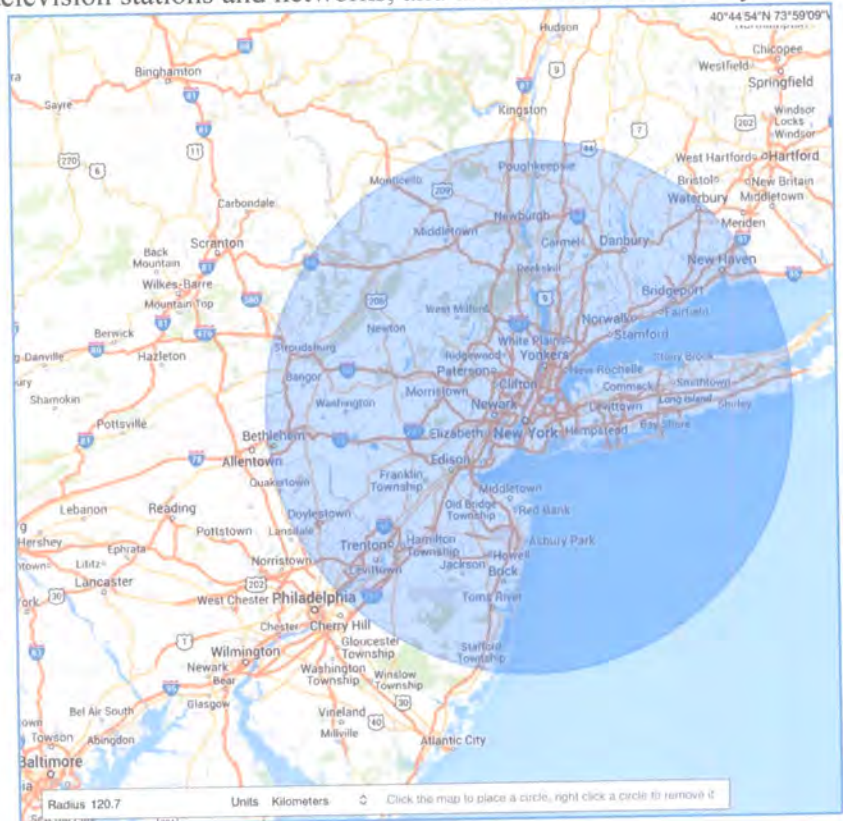 elevision stations and networks, and
40°44'54"N 73°59'09"
Hudson
Chicopee
Westfield
Springfield
Binghamton
Sayre
Kingston
Windsor Locks
Windsor
West Hartford Hartford
Bristol New Britain
Waterbury Middletown
Meriden
New Haven
Poughkeepsie
Monticello
Newburgh
Middletown
Carmel
Danbury
Peekskill
Bridgeport
Fairfield
Norwalk
Stamford
Carbondale
Scranton
Back Mountain
Wilkes-Barre
Mountain Top
Berwick
g-Danville
Hazleton
bury
Shamokin
Pottsville
West Milford
Newton
Stroudsburg
Bangor
Washington
Ridgewood
White Plains
Yonkers
Paterson
New Rochelle
Morristown
Clifton
Stony Brook
Commack
Smithtown
Newark
Levittown
Long Island
Shirley
Elizabeth
New York
Hempstead
Bay Shore
Edison
Bethlehem
Allentown
Quakertown
Franklin Township
Middletown
Old Bridge Township
Red Bank
Doylestown
Lansdale
Lebanon
Reading
Pottstown
Hershey
Ephrata
Lititz
Lancaster
Norristown
Trenton
Hamilton Township
Levittown
Asbury Park
Howell
Jackson
Brick
Toms River
West Chester
Philadelphia
Chester
Cherry Hill
Gloucester Township
Stafford Township
Wilmington
Newark
Bear
Glasgow
Washington Township
Winslow Township
Bel Air South
Towson
Abingdon
Vineland
Millville
Atlantic City
Baltimore
Radius 120.7 Units Kilometers Click the map to place a circle, right click a circle to remove it